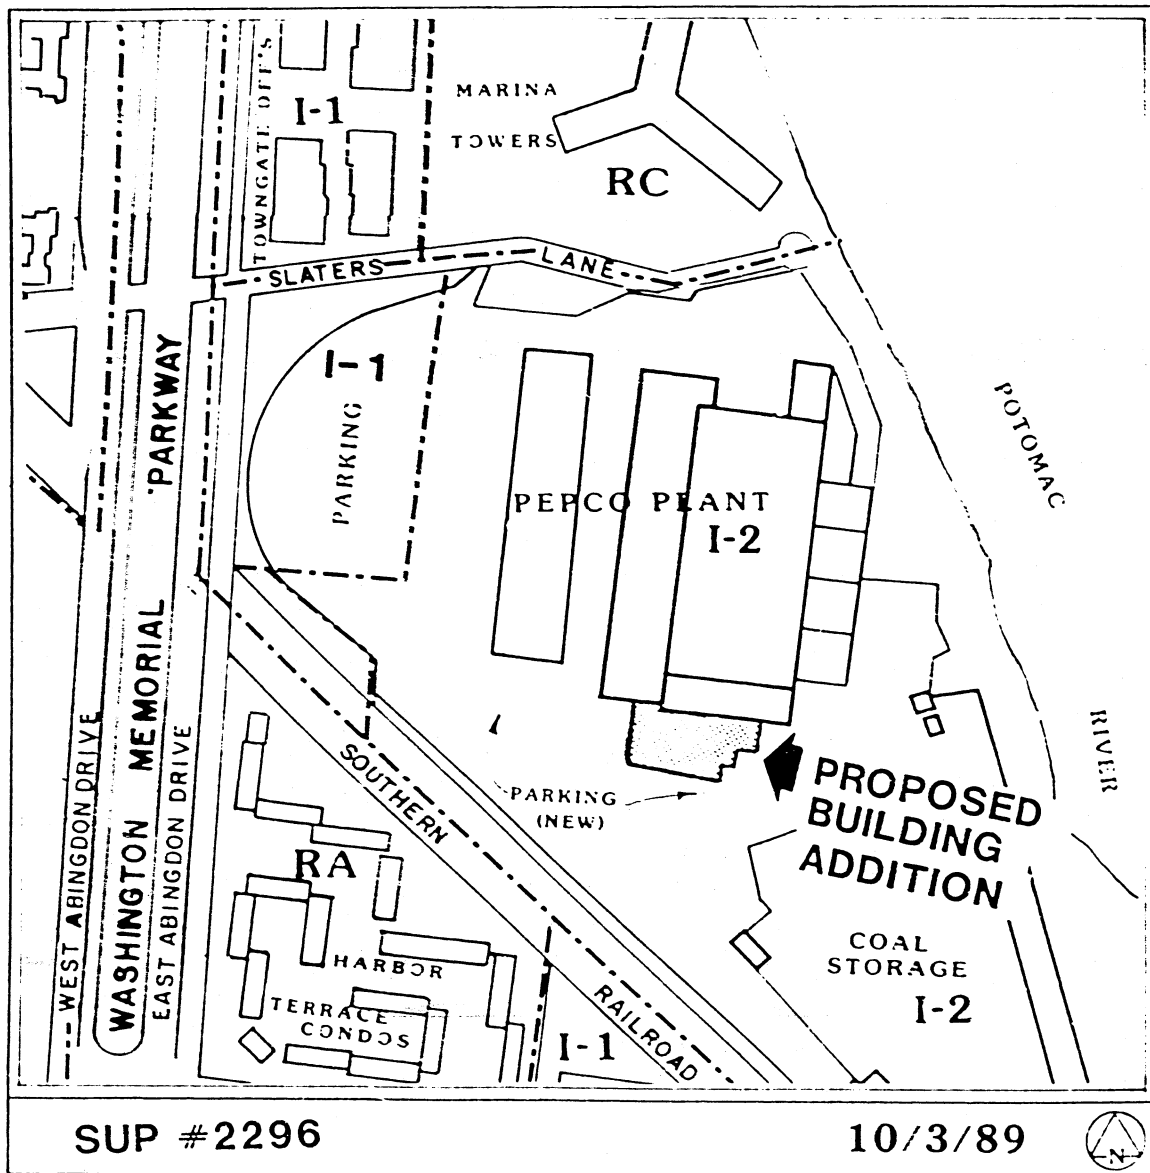 TOWNGATE OFF'S
I-1
MARINA
TOWERS
RC
SLATERS
LANE
I-1
PARKING
PEPCO PLANT
I-2
POTOMAC
RIVER
WASHINGTON MEMORIAL PARKWAY
WEST ABINGDON DRIVE
EAST ABINGDON DRIVE
SOUTHERN
RAILROAD
PARKING
(NEW)
PROPOSED
BUILDING
ADDITION
RA
HARBOR
TERRACE
CONDOS
I-1
COAL
STORAGE
I-2
SUP #2296
10/3/89
N